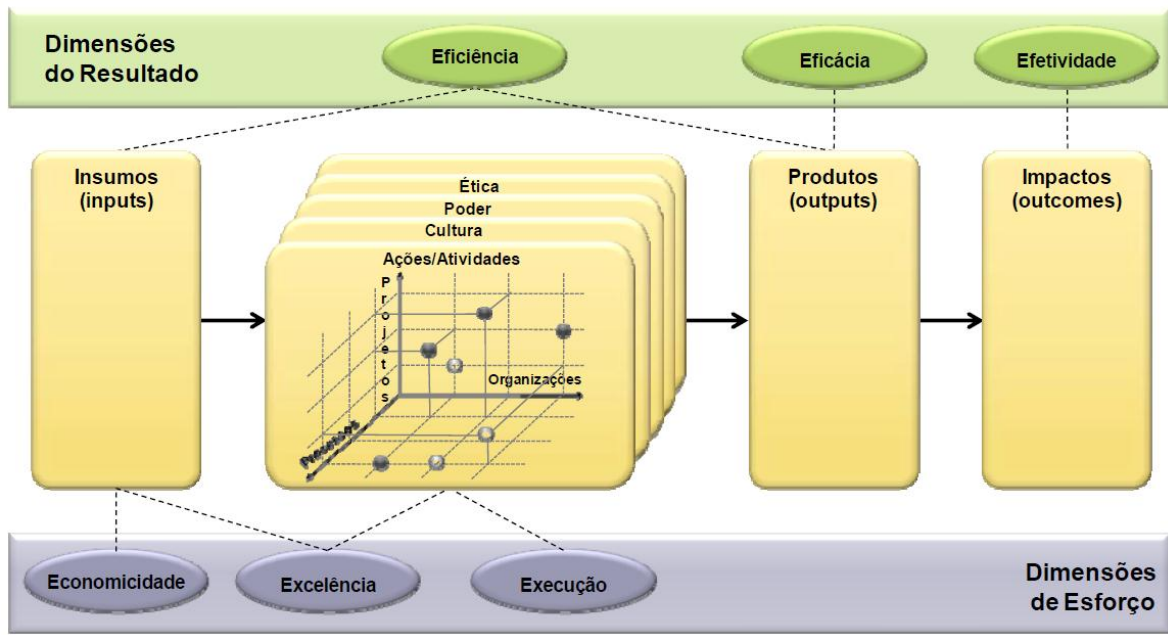 Dimensões
do Resultado
Eficiência
Eficácia
Efetividade
Insumos
(inputs)
Ética
Poder
Cultura
Ações/Atividades
Projetos
Organizações
Processos
Produtos
(outputs)
Impactos
(outcomes)
Economicidade
Excelência
Execução
Dimensões
de Esforço